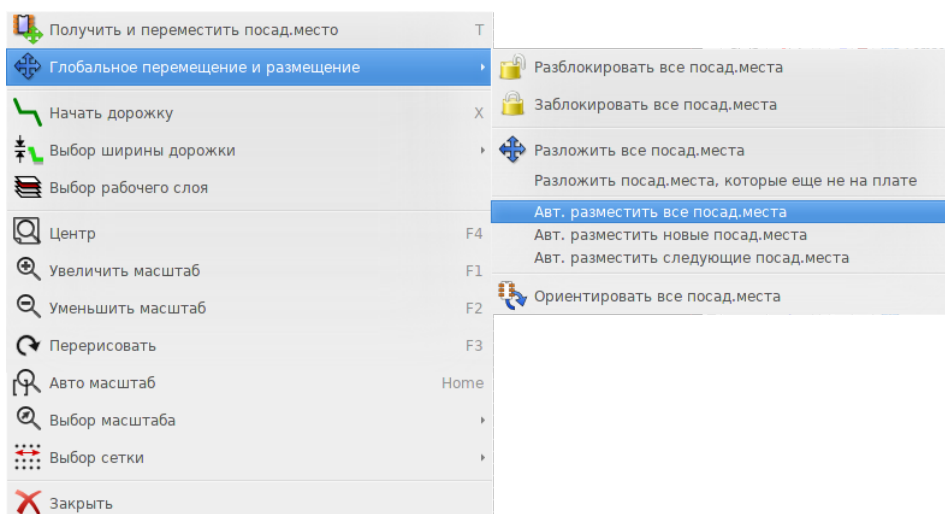 Получить и переместить посад.место T
Глобальное перемещение и размещение
Начать дорожку X
Выбор ширины дорожки
Выбор рабочего слоя
Центр F4
Увеличить масштаб F1
Уменьшить масштаб F2
Перерисовать F3
Авто масштаб Home
Выбор масштаба
Выбор сетки
Закрыть
Разблокировать все посад.места
Заблокировать все посад.места
Разложить все посад.места
Разложить посад.места, которые еще не на плате
Авт. разместить все посад.места
Авт. разместить новые посад.места
Авт. разместить следующие посад.места
Ориентировать все посад.места